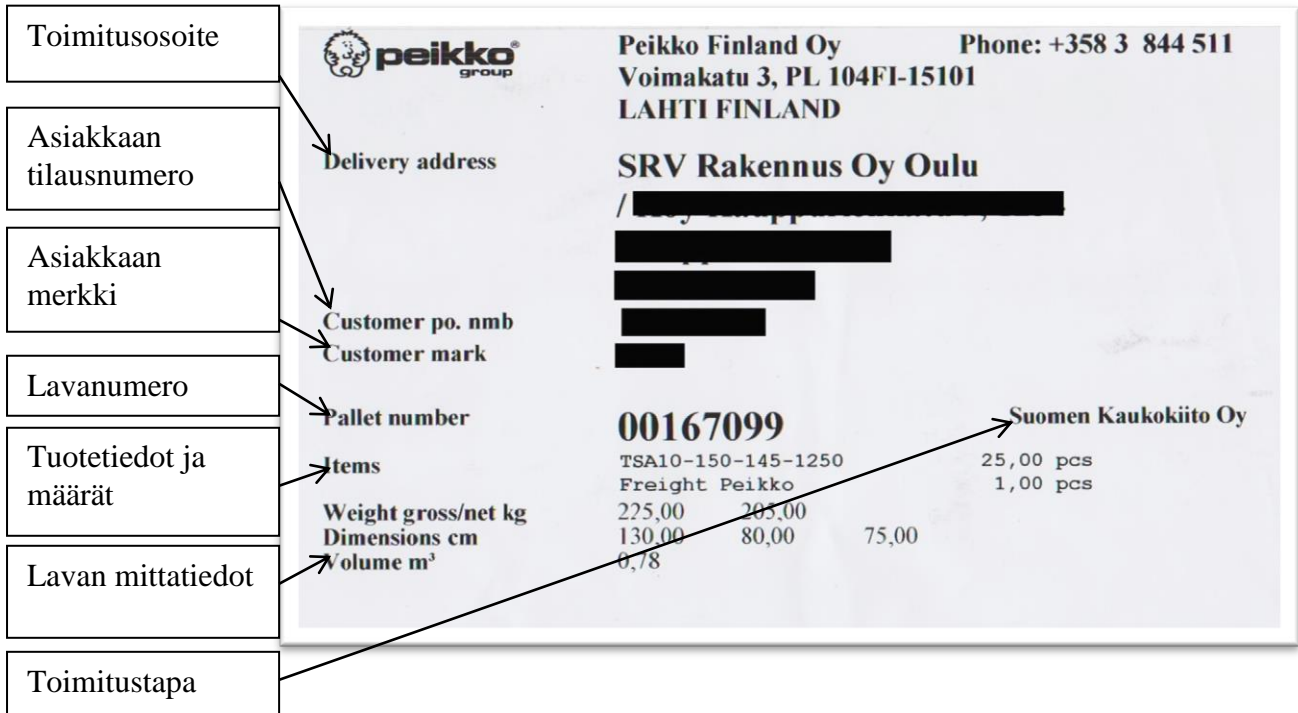 Toimitusosoite
Asiakkaan
tilausnumero
Asiakkaan
merkki
Lavanumero
Tuotetiedot ja
määrät
Lavan mittatiedot
Toimitustapa
peikko®
group
Peikko Finland Oy Phone: +358 3 844 511
Voimakatu 3, PL 104FI-15101
LAHTI FINLAND
Delivery address SRV Rakennus Oy Oulu
/
Customer po. nmb
Customer mark
Pallet number 00167099 Suomen Kaukokiito Oy
Items TSA10-150-145-1250 25,00 pcs
Freight Peikko 1,00 pcs
Weight gross/net kg 225,00 205,00
Dimensions cm 130,00 80,00 75,00
Volume m³ 0,78